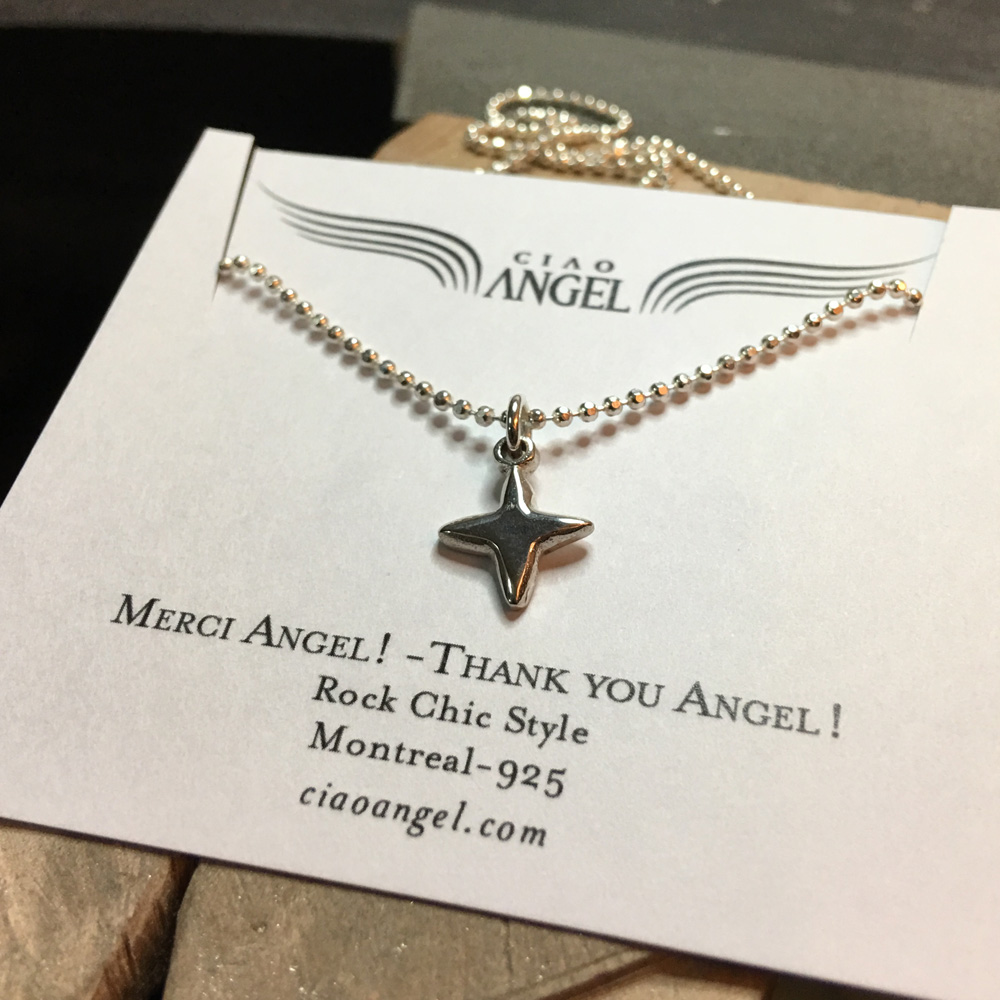 CIAO
ANGEL
MERCI ANGEL! -THANK YOU ANGEL!
Rock Chic Style
Montreal-925
ciaoangel.com